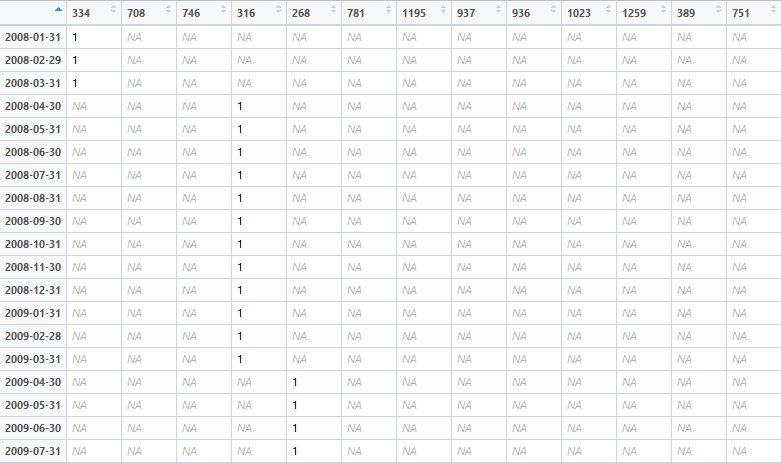 334 708 746 316 268 781 1195 937 936 1023 1259 389 751
2008-01-31 1 NA NA NA NA NA NA NA NA NA NA NA NA
2008-02-29 1 NA NA NA NA NA NA NA NA NA NA NA NA
2008-03-31 1 NA NA NA NA NA NA NA NA NA NA NA NA
2008-04-30 NA NA NA 1 NA NA NA NA NA NA NA NA NA
2008-05-31 NA NA NA 1 NA NA NA NA NA NA NA NA NA
2008-06-30 NA NA NA 1 NA NA NA NA NA NA NA NA NA
2008-07-31 NA NA NA 1 NA NA NA NA NA NA NA NA NA
2008-08-31 NA NA NA 1 NA NA NA NA NA NA NA NA NA
2008-09-30 NA NA NA 1 NA NA NA NA NA NA NA NA NA
2008-10-31 NA NA NA 1 NA NA NA NA NA NA NA NA NA
2008-11-30 NA NA NA 1 NA NA NA NA NA NA NA NA NA
2008-12-31 NA NA NA 1 NA NA NA NA NA NA NA NA NA
2009-01-31 NA NA NA 1 NA NA NA NA NA NA NA NA NA
2009-02-28 NA NA NA 1 NA NA NA NA NA NA NA NA NA
2009-03-31 NA NA NA 1 NA NA NA NA NA NA NA NA NA
2009-04-30 NA NA NA NA 1 NA NA NA NA NA NA NA NA
2009-05-31 NA NA NA NA 1 NA NA NA NA NA NA NA NA
2009-06-30 NA NA NA NA 1 NA NA NA NA NA NA NA NA
2009-07-31 NA NA NA NA 1 NA NA NA NA NA NA NA NA